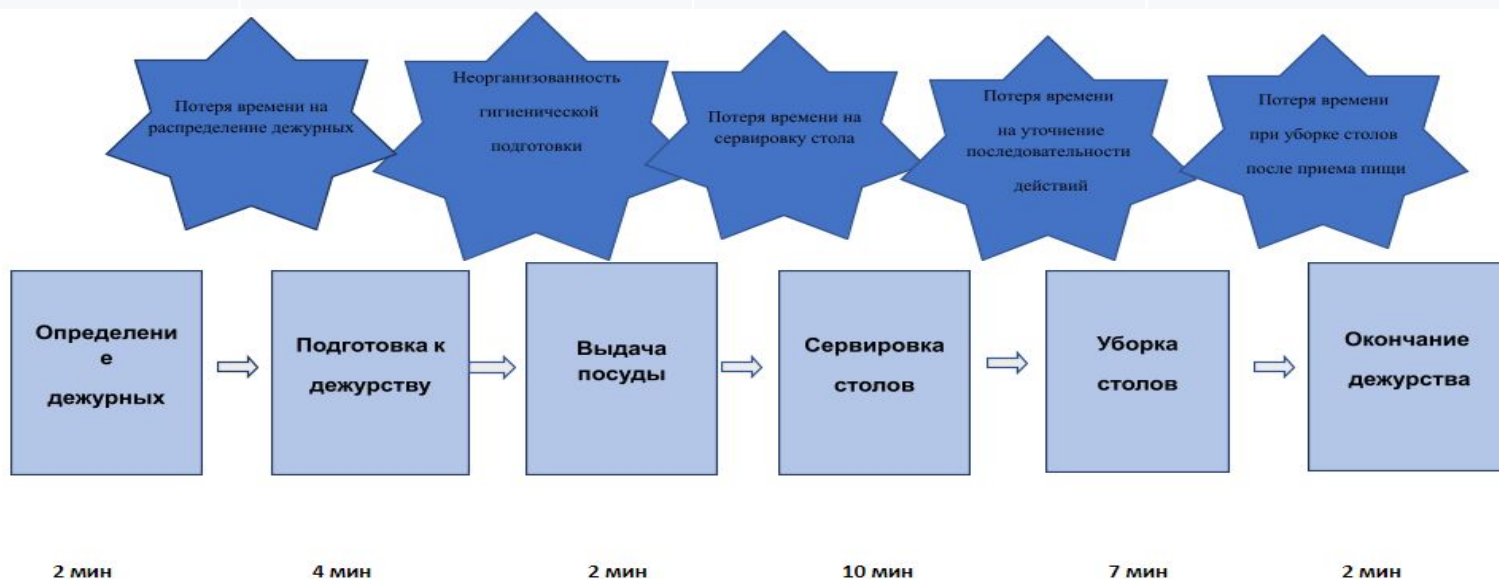 Потеря времени на
распределение дежурных
Неорганизованность
гигиенической
подготовки
Потеря времени на
сервировку стола
Потеря времени
на уточнение
последовательности
действий
Потеря времени
при уборке столов
после приема пищи
Определени
е
дежурных
Подготовка к
дежурству
Выдача
посуды
Сервировка
столов
Уборка
столов
Окончание
дежурства
2 мин
4 мин
2 мин
10 мин
7 мин
2 мин